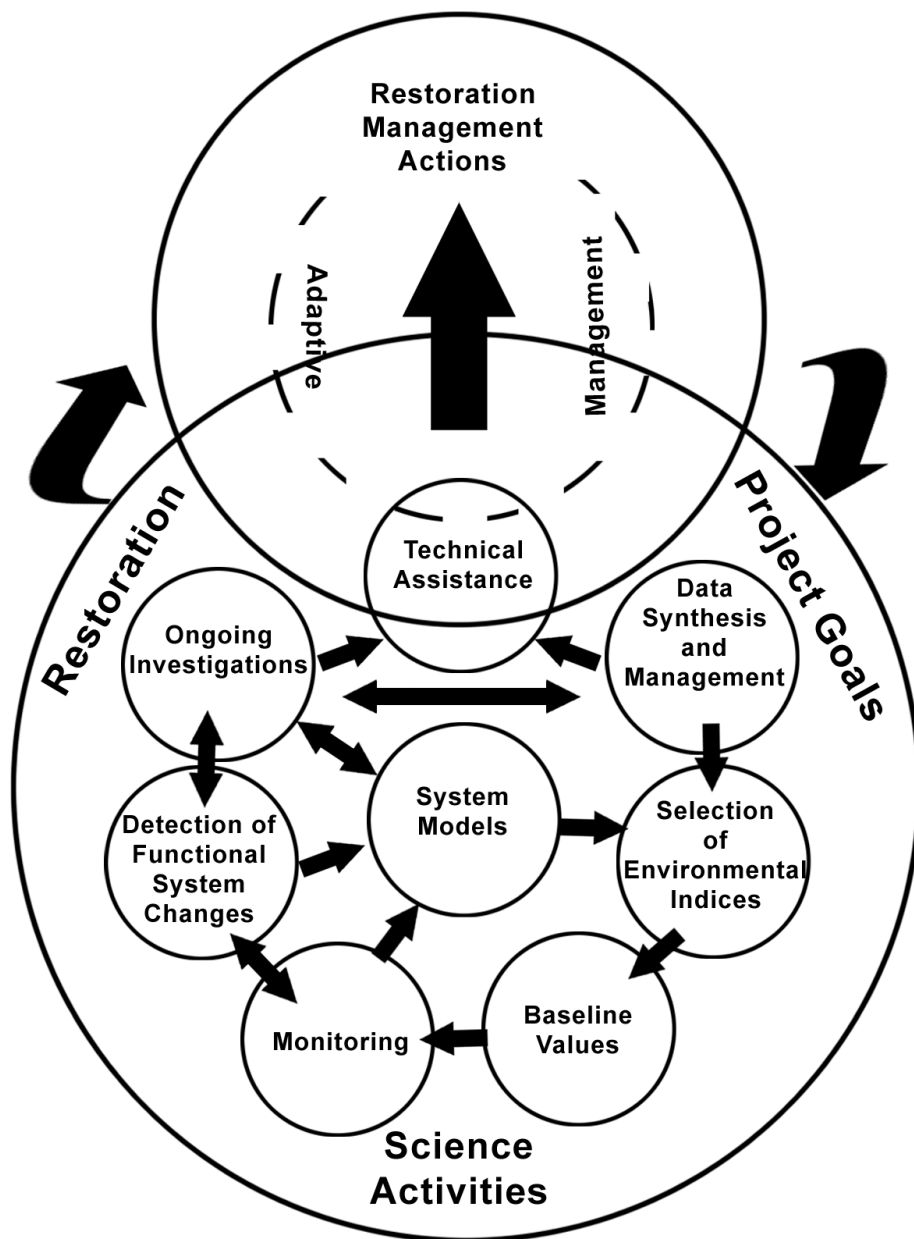 Restoration
Management
Actions
Adaptive
Management
Restoration
Project Goals
Technical
Assistance
Ongoing
Investigations
Data
Synthesis
and
Management
System
Models
Detection of
Functional
System
Changes
Selection
of
Environmental
Indices
Monitoring
Baseline
Values
Science
Activities